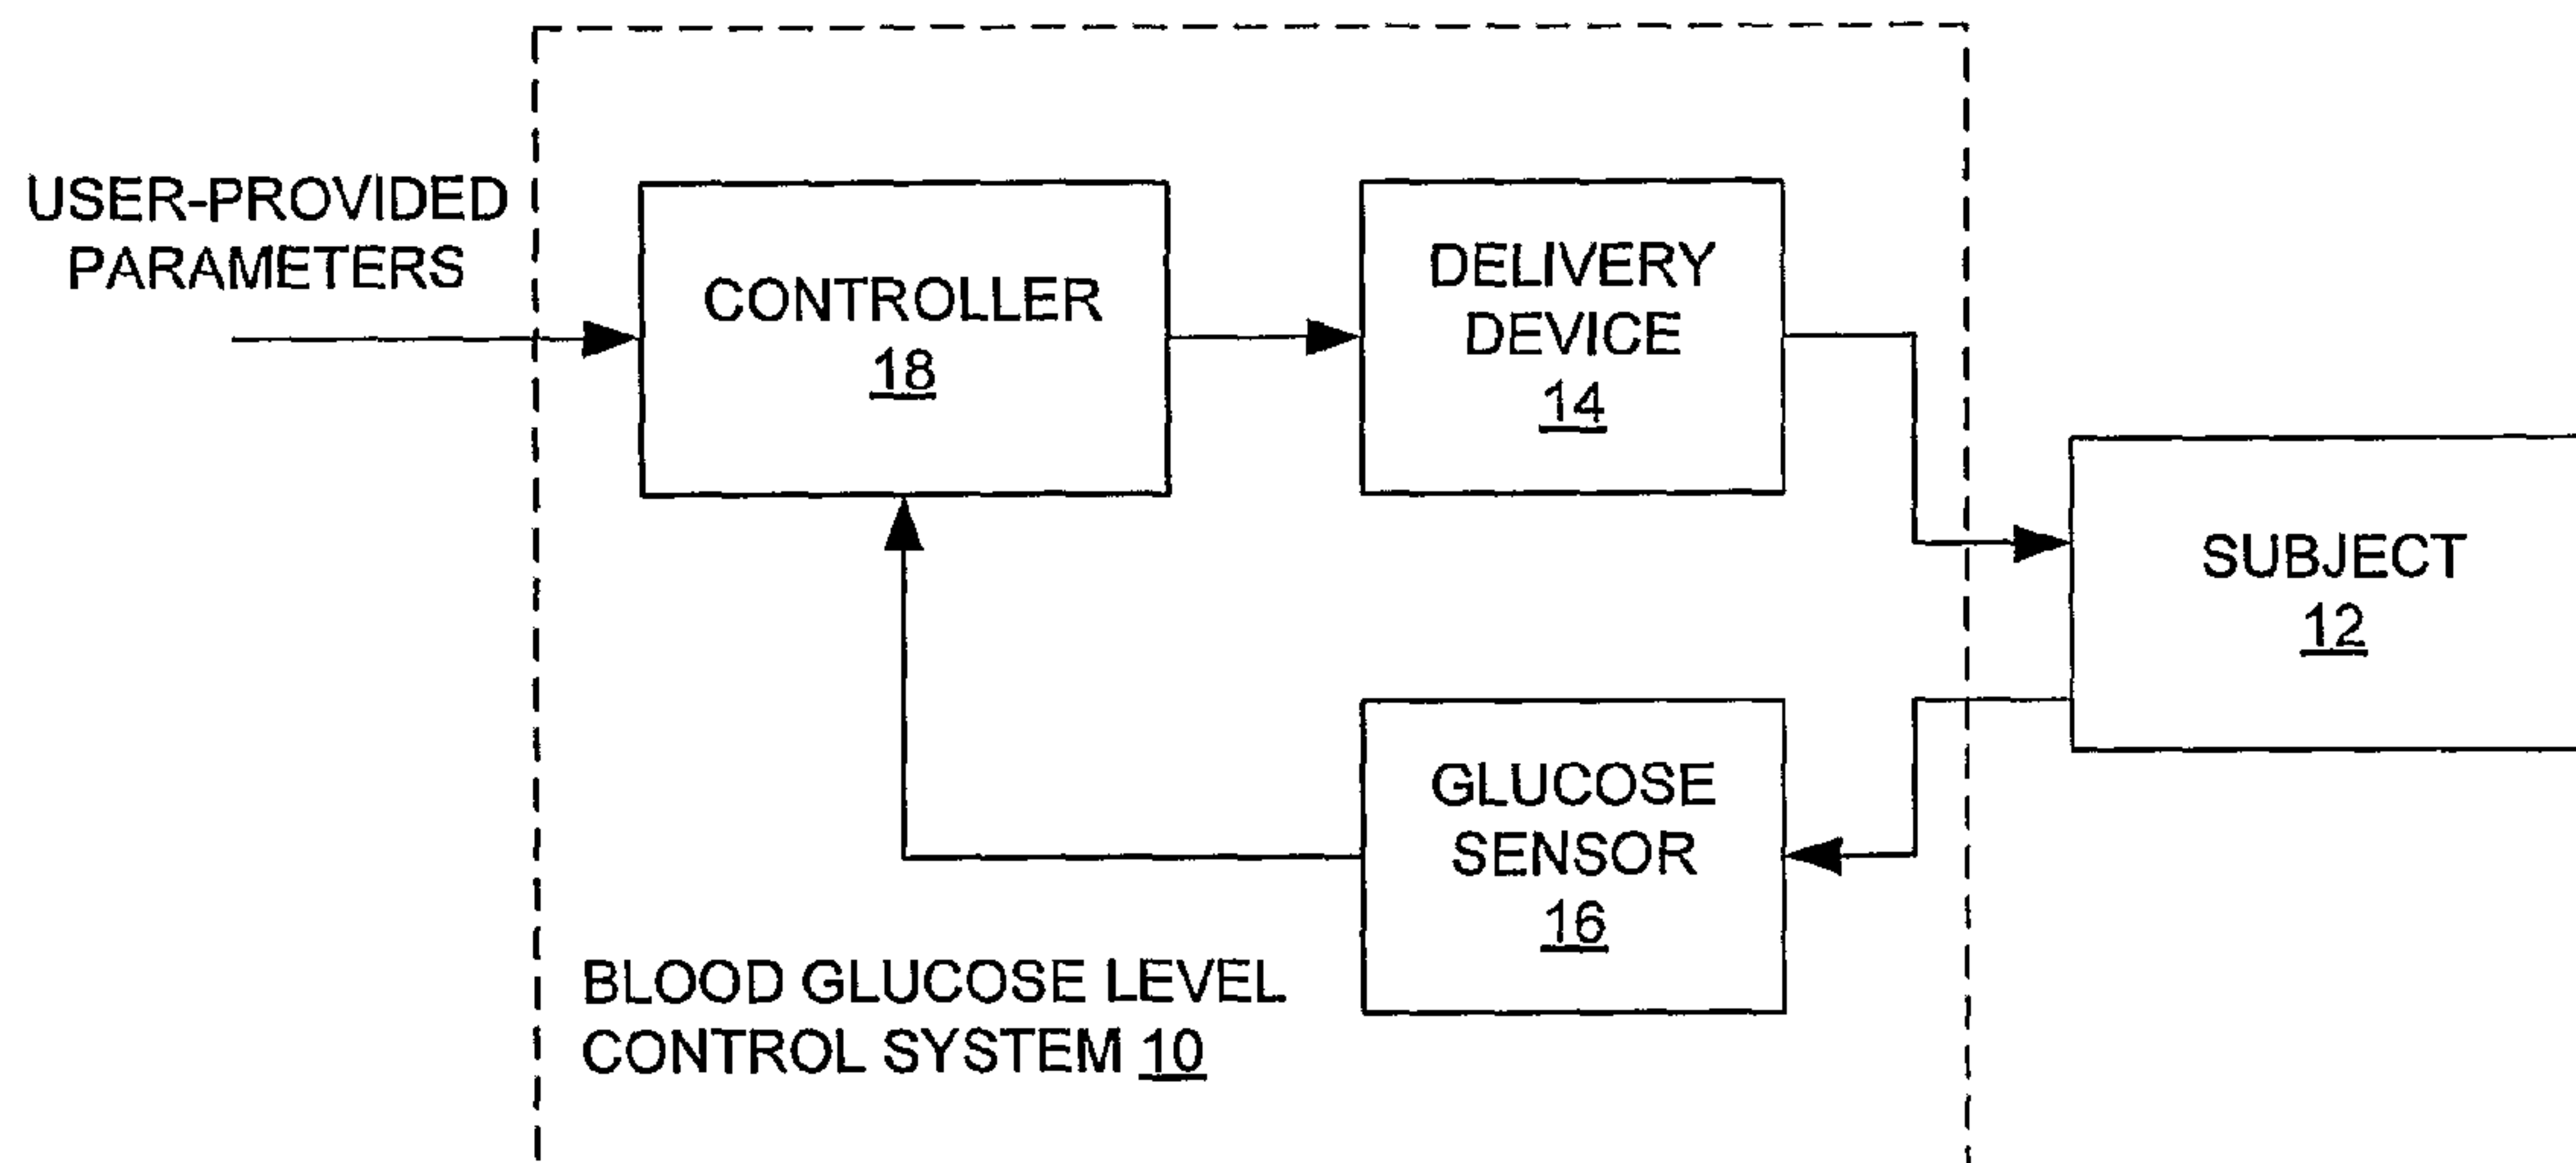 USER-PROVIDED
PARAMETERS
CONTROLLER
18
DELIVERY
DEVICE
14
SUBJECT
12
GLUCOSE
SENSOR
16
BLOOD GLUCOSE LEVEL
CONTROL SYSTEM 10